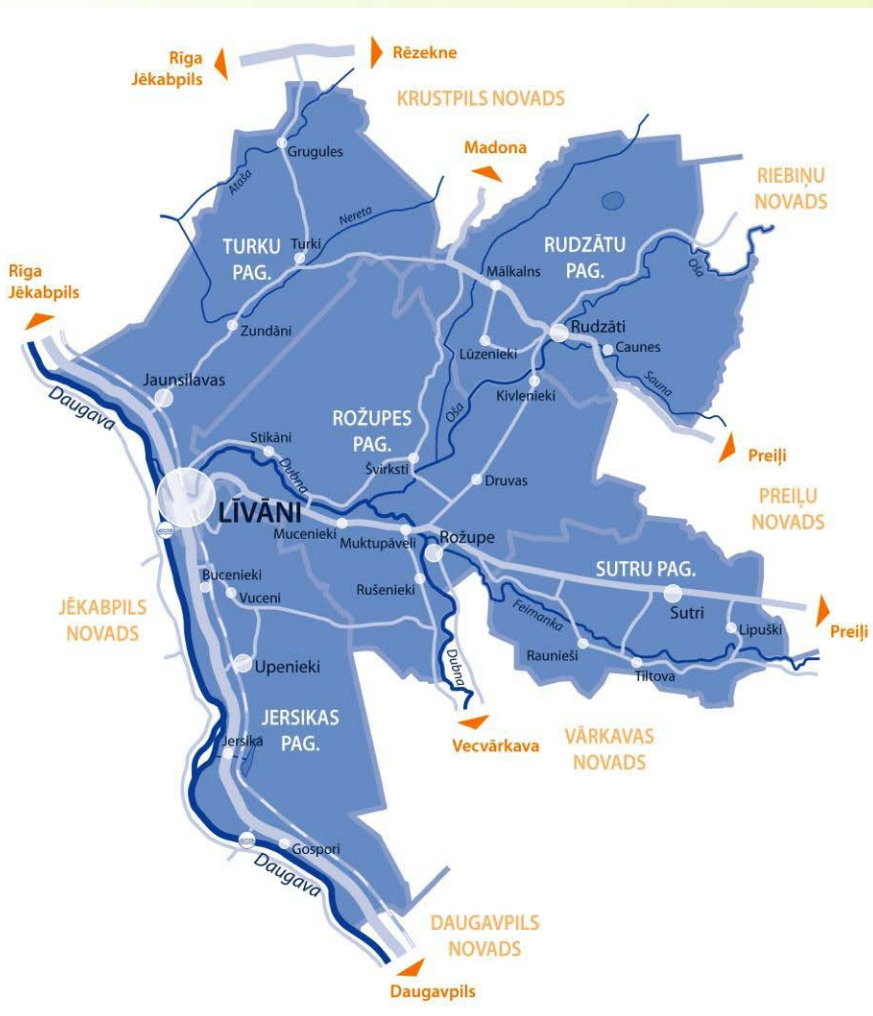 Rīga
Jēkabpils
Rēzekne
KRUSTPILS NOVADS
Grugules
Madona
Ataša
RIEBIŅU
NOVADS
Nereta
TURKU
PAG.
Turki
RUDZĀTU
PAG.
Oša
Rīga
Jēkabpils
Mālkalns
Zundāni
Rudzāti
Lūzenieki
Caunes
Jaunsilavas
Sauna
Kivlenieki
Daugava
ROŽUPES
PAG.
Oša
Stikāni
Dubna
Švirksti
Preiļi
Druvas
PREIĻU
NOVADS
LĪVĀNI
Mucenieki
Muktupāveli
Rožupe
SUTRU PAG.
Bucenieki
Vuceni
Rušenieki
Feimanka
Sutri
JĒKABPILS
NOVADS
Lipuški
Preiļi
Raunieši
Upenieki
Dubna
Tiltova
JERSIKAS
PAG.
Jersika
Vecvārkava
VĀRKAVAS
NOVADS
Gospori
Daugava
DAUGAVPILS
NOVADS
Daugavpils